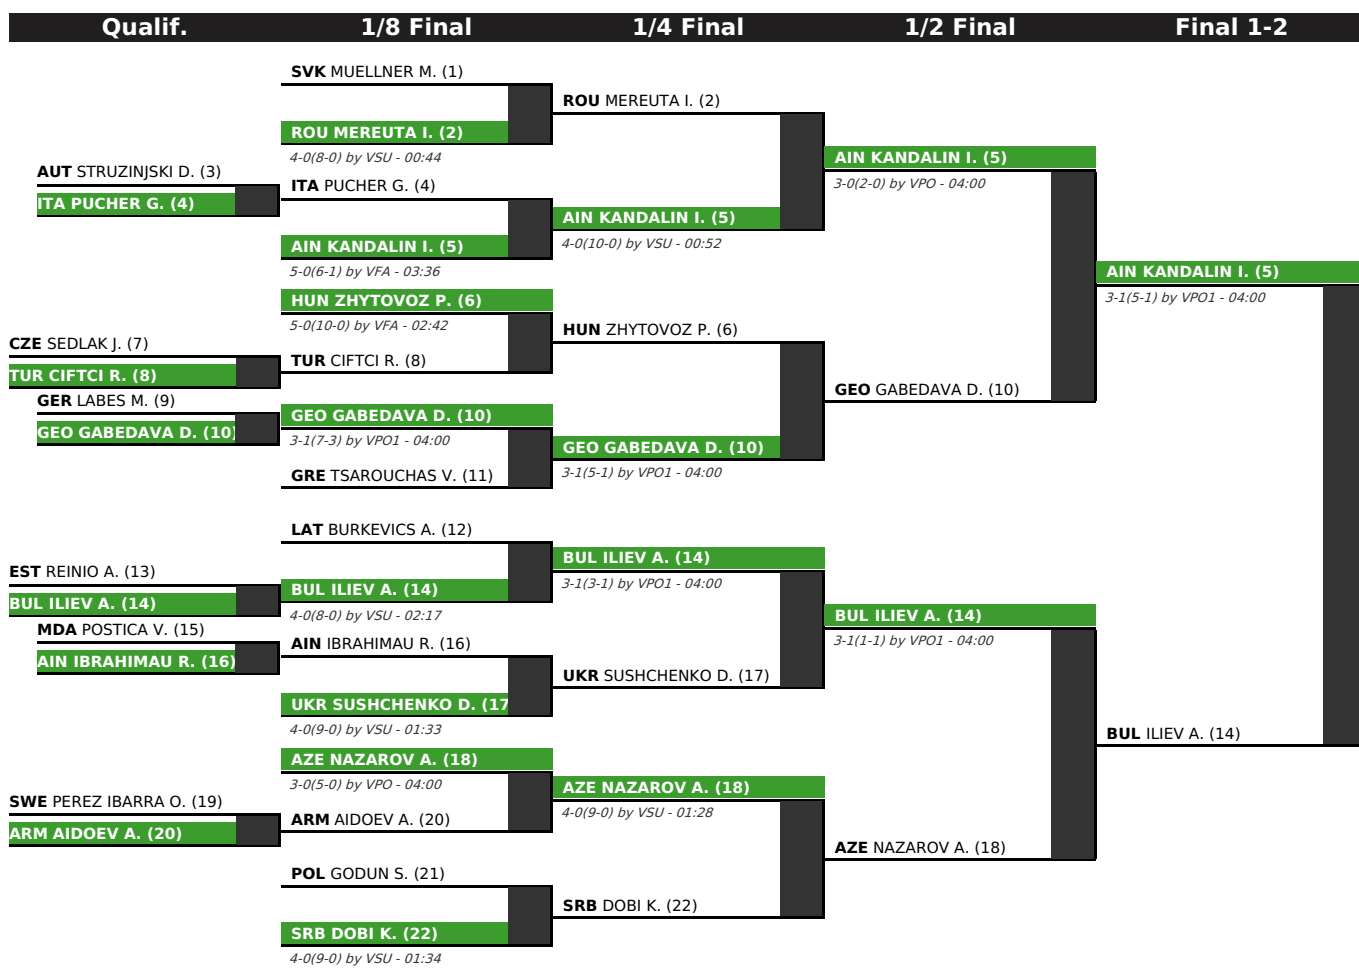 Qualif.
1/8 Final
1/4 Final
1/2 Final
Final 1-2
AUT STRUZINJSKI D. (3)
ITA PUCHER G. (4)
CZE SEDLAK J. (7)
TUR CIFTCI R. (8)
GER LABES M. (9)
GEO GABEDAVA D. (10)
EST REINIO A. (13)
BUL ILIEV A. (14)
MDA POSTICA V. (15)
AIN IBRAHIMAU R. (16)
SWE PEREZ IBARRA O. (19)
ARM AIDOEV A. (20)
SVK MUELLNER M. (1)
ROU MEREUTA I. (2)
4-0(8-0) by VSU - 00:44
ITA PUCHER G. (4)
AIN KANDALIN I. (5)
5-0(6-1) by VFA - 03:36
HUN ZHYTOVOZ P. (6)
5-0(10-0) by VFA - 02:42
TUR CIFTCI R. (8)
GEO GABEDAVA D. (10)
3-1(7-3) by VPO1 - 04:00
GRE TSAROUCHAS V. (11)
LAT BURKEVICS A. (12)
BUL ILIEV A. (14)
4-0(8-0) by VSU - 02:17
AIN IBRAHIMAU R. (16)
UKR SUSHCHENKO D. (17
4-0(9-0) by VSU - 01:33
AZE NAZAROV A. (18)
3-0(5-0) by VPO - 04:00
ARM AIDOEV A. (20)
POL GODUN S. (21)
SRB DOBI K. (22)
4-0(9-0) by VSU - 01:34
ROU MEREUTA I. (2)
AIN KANDALIN I. (5)
4-0(10-0) by VSU - 00:52
HUN ZHYTOVOZ P. (6)
GEO GABEDAVA D. (10)
3-1(5-1) by VPO1 - 04:00
BUL ILIEV A. (14)
3-1(3-1) by VPO1 - 04:00
UKR SUSHCHENKO D. (17)
AZE NAZAROV A. (18)
4-0(9-0) by VSU - 01:28
SRB DOBI K. (22)
AIN KANDALIN I. (5)
3-0(2-0) by VPO - 04:00
GEO GABEDAVA D. (10)
BUL ILIEV A. (14)
3-1(1-1) by VPO1 - 04:00
AZE NAZAROV A. (18)
AIN KANDALIN I. (5)
3-1(5-1) by VPO1 - 04:00
BUL ILIEV A. (14)